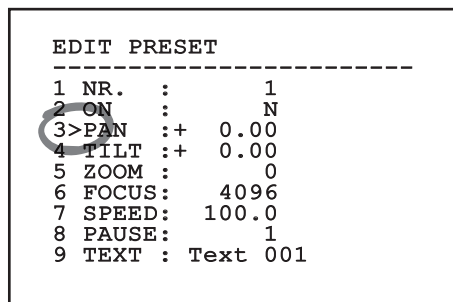 EDIT PRESET
------------------------
1 NR.  :       1
2 ON   :       N
3>PAN  :+  0.00
4 TILT :+  0.00
5 ZOOM :       0
6 FOCUS:   4096
7 SPEED:  100.0
8 PAUSE:       1
9 TEXT : Text 001